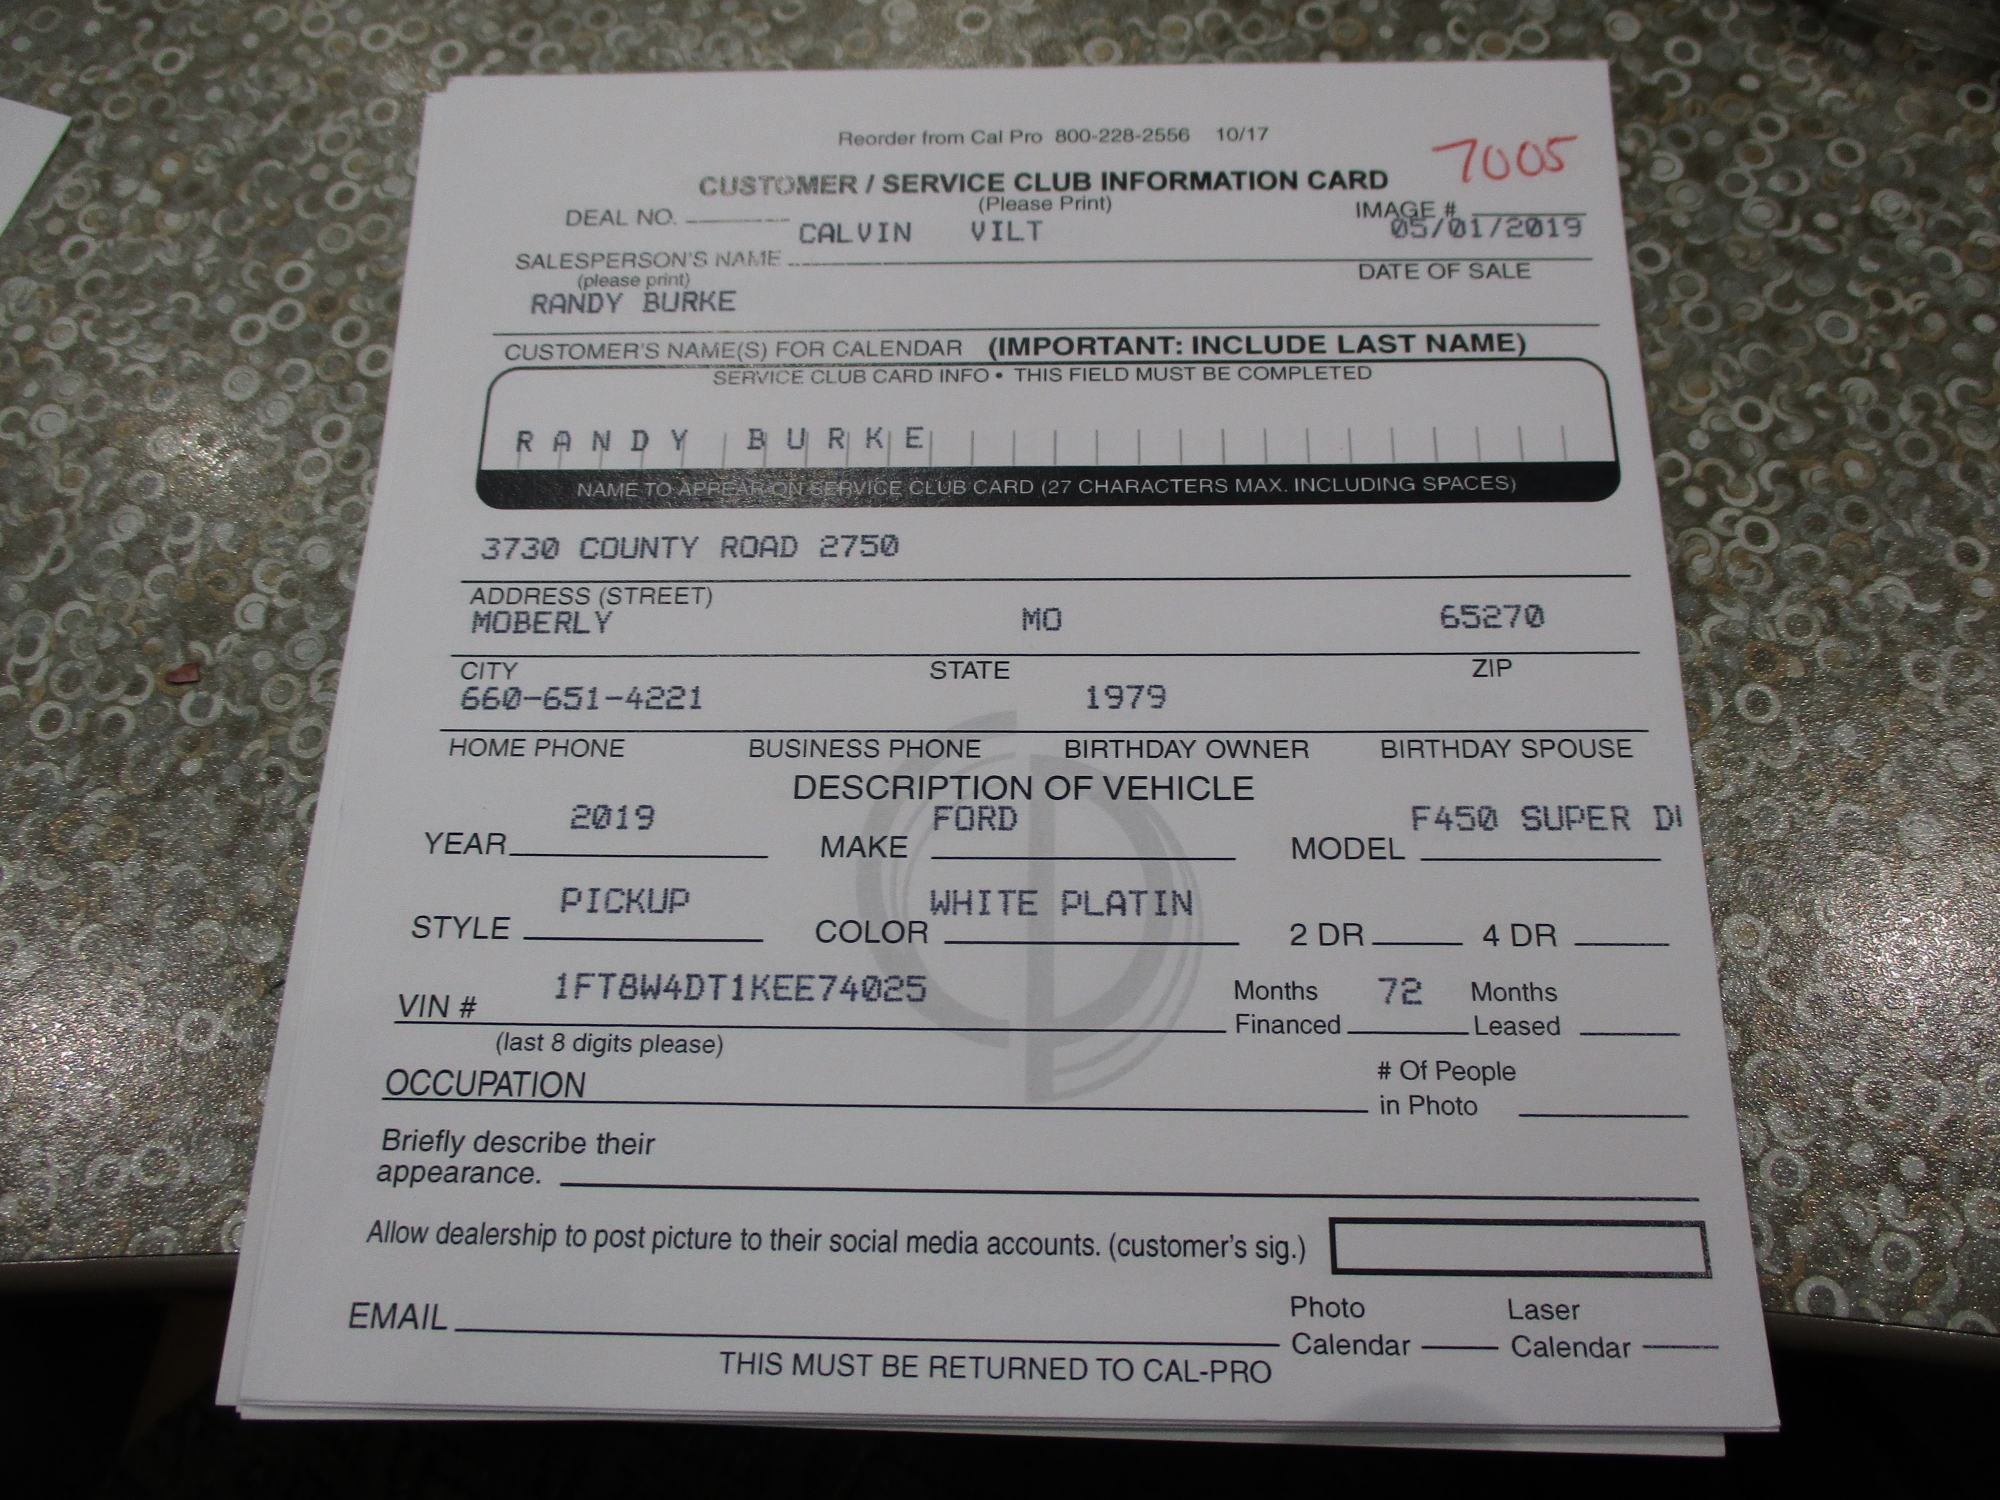 Reorder from Cal Pro 800-228-2556 10/17
7005
CUSTOMER / SERVICE CLUB INFORMATION CARD
(Please Print)
DEAL NO. IMAGE #
CALVIN VILT 05/01/2019
SALESPERSON'S NAME DATE OF SALE
(please print)
RANDY BURKE
CUSTOMER'S NAME(S) FOR CALENDAR (IMPORTANT: INCLUDE LAST NAME)
SERVICE CLUB CARD INFO • THIS FIELD MUST BE COMPLETED
RANDY BURKE
NAME TO APPEAR ON SERVICE CLUB CARD (27 CHARACTERS MAX. INCLUDING SPACES)
3730 COUNTY ROAD 2750
ADDRESS (STREET)
MOBERLY MO 65270
CITY STATE ZIP
660-651-4221 1979
HOME PHONE BUSINESS PHONE BIRTHDAY OWNER BIRTHDAY SPOUSE
DESCRIPTION OF VEHICLE
2019 FORD F450 SUPER
YEAR MAKE MODEL
PICKUP WHITE PLATIN
STYLE COLOR 2 DR 4 DR
1FT8W4DT1KEE74025 Months 72 Months
VIN # Financed Leased
(last 8 digits please)
OCCUPATION # Of People
in Photo
Briefly describe their
appearance.
Allow dealership to post picture to their social media accounts. (customer's sig.)
EMAIL Photo Laser
Calendar Calendar
THIS MUST BE RETURNED TO CAL-PRO